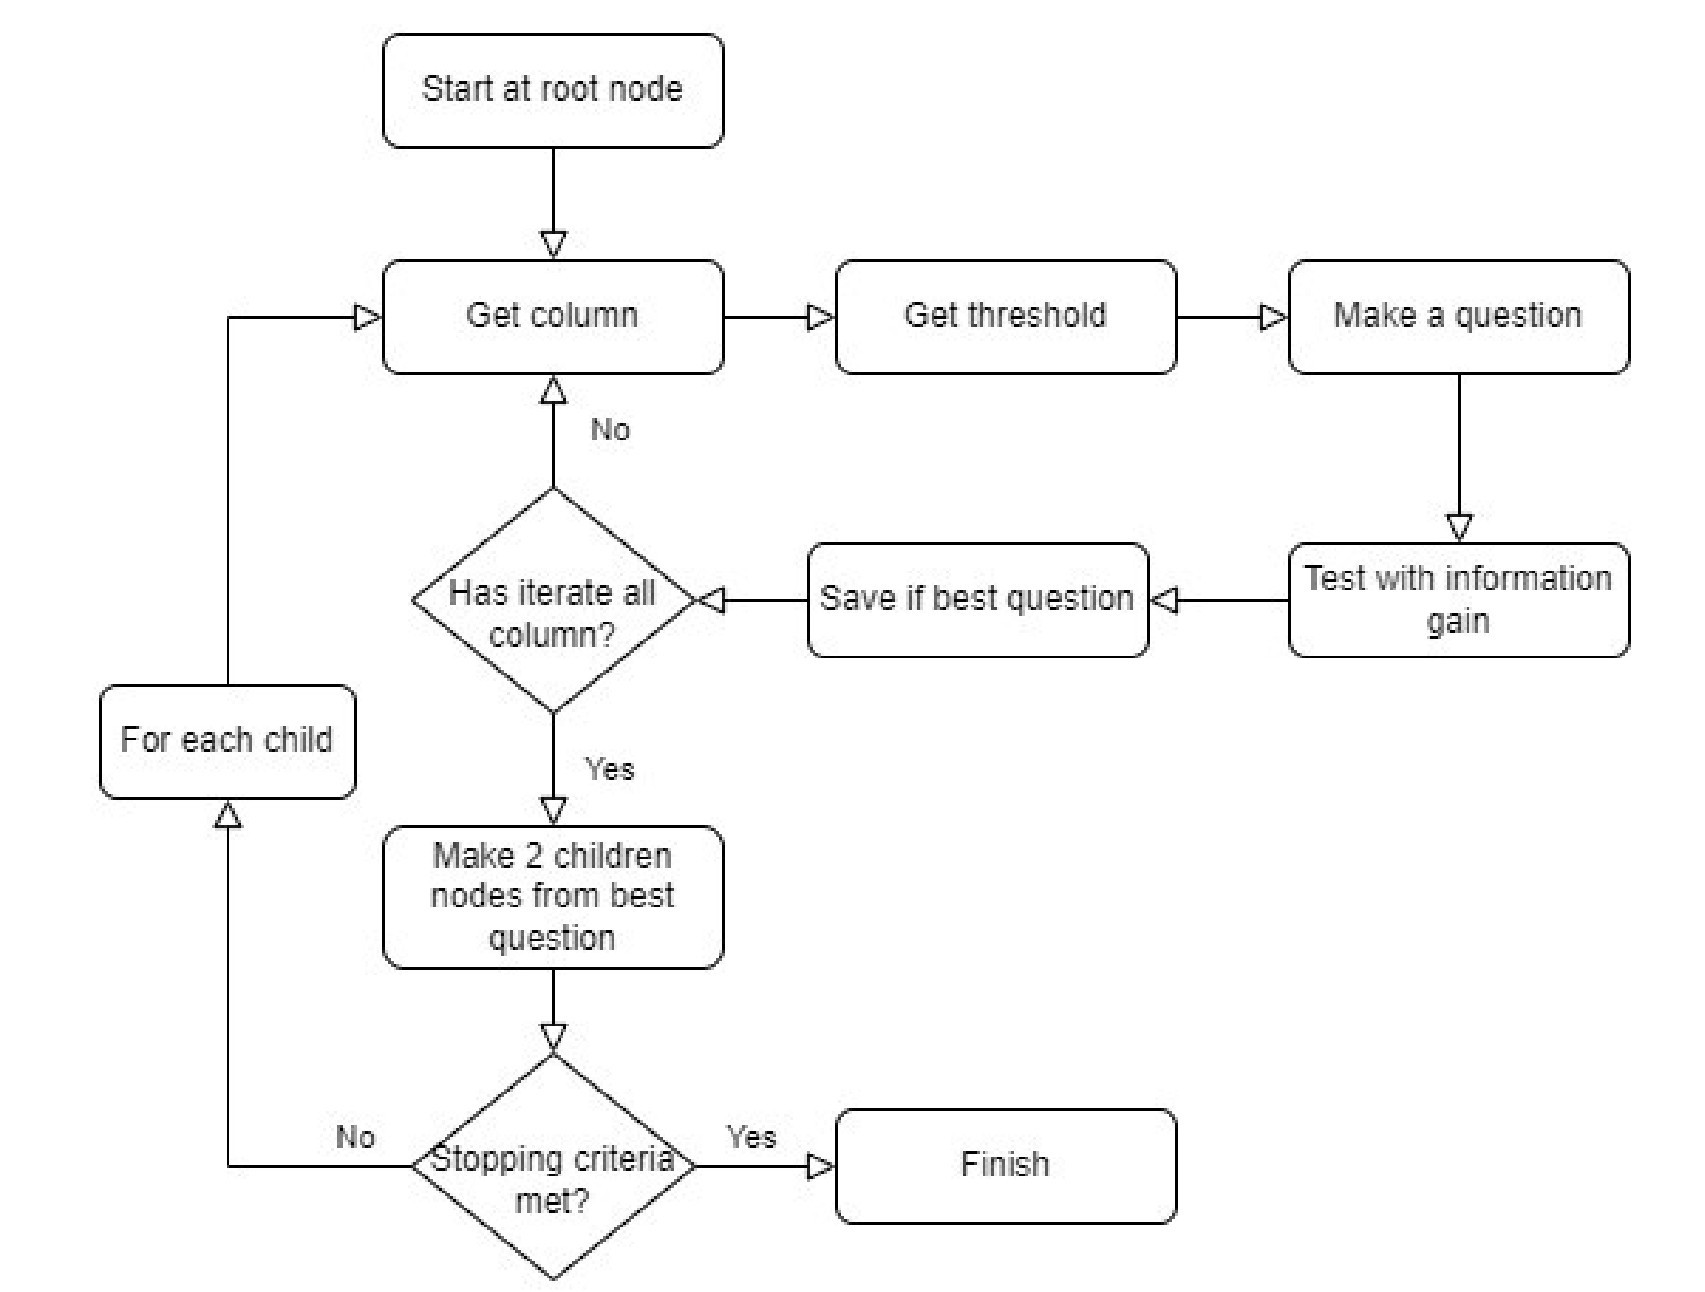 Start at root node
Get column
Get threshold
Make a question
No
Has iterate all
column?
Save if best question
Test with information
gain
For each child
Yes
Make 2 children
nodes from best
question
No
Stopping criteria
met?
Yes
Finish